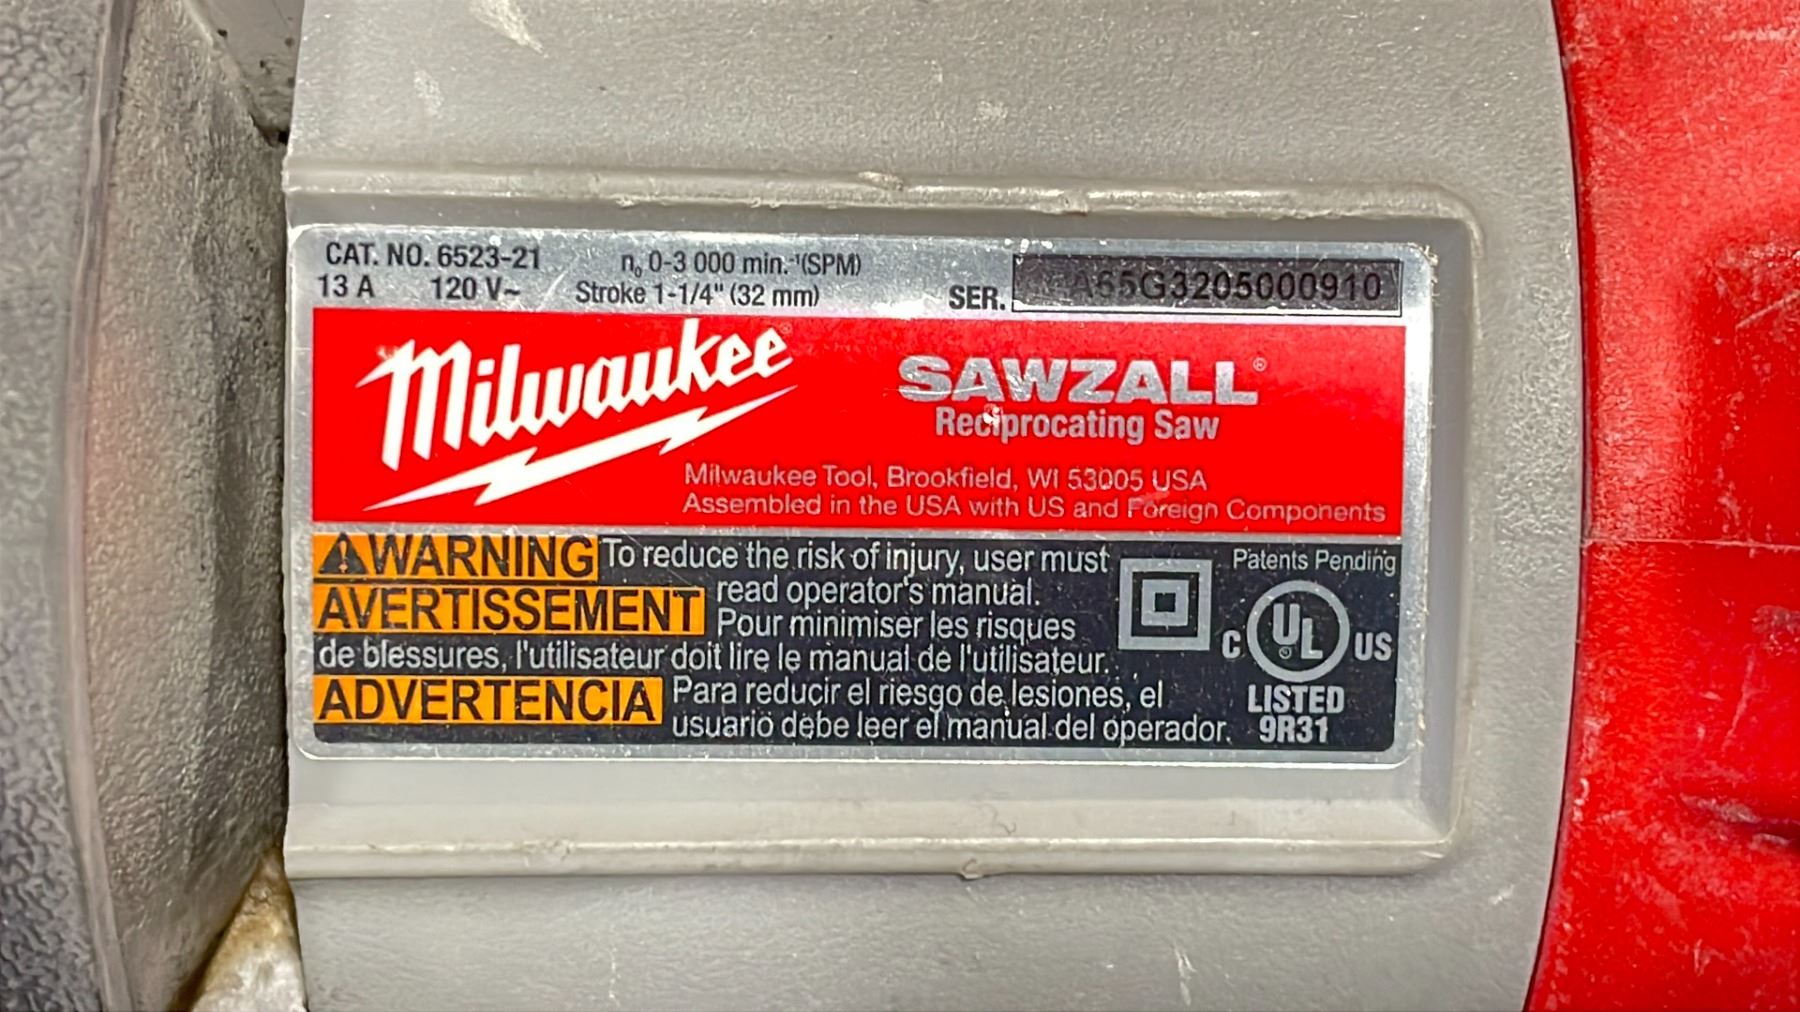 CAT. NO. 6523-21 n₀ 0-3 000 min.⁻¹(SPM)
13 A 120 V~ Stroke 1-1/4" (32 mm) SER. A65G3205000910
Milwaukee
SAWZALL®
Reciprocating Saw
Milwaukee Tool, Brookfield, WI 53005 USA
Assembled in the USA with US and Foreign Components
WARNING To reduce the risk of injury, user must
read operator's manual.
AVERTISSEMENT Pour minimiser les risques
de blessures, l'utilisateur doit lire le manual de l'utilisateur.
ADVERTENCIA Para reducir el riesgo de lesiones, el
usuario debe leer el manual del operador.
Patents Pending
C UL US
LISTED
9R31